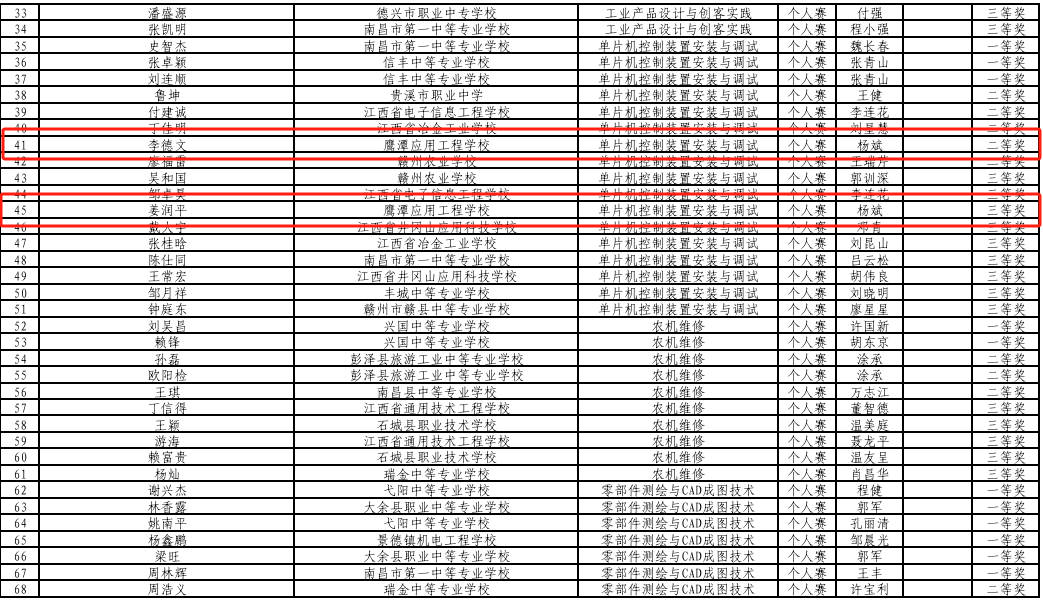 33 潘盛源 德兴市职业中专学校 工业产品设计与创客实践 个人赛 付强 三等奖
34 张凯明 南昌市第一中等专业学校 工业产品设计与创客实践 个人赛 程小强 三等奖
35 史智杰 南昌市第一中等专业学校 单片机控制装置安装与调试 个人赛 魏长春 一等奖
36 张卓颖 信丰中等专业学校 单片机控制装置安装与调试 个人赛 张青山 一等奖
37 刘连顺 信丰中等专业学校 单片机控制装置安装与调试 个人赛 张青山 一等奖
38 鲁坤 贵溪市职业中学 单片机控制装置安装与调试 个人赛 王健 二等奖
39 付建诚 江西省电子信息工程学校 单片机控制装置安装与调试 个人赛 李连花 二等奖
40 丁佳明 江西省冶金工业学校 单片机控制装置安装与调试 个人赛 刘星慧 二等奖
41 李德文 鹰潭应用工程学校 单片机控制装置安装与调试 个人赛 杨斌 二等奖
42 廖福雷 赣州农业学校 单片机控制装置安装与调试 个人赛 王瑞芹 二等奖
43 吴和国 赣州农业学校 单片机控制装置安装与调试 个人赛 郭训深 三等奖
44 邹卓昊 江西省电子信息工程学校 单片机控制装置安装与调试 个人赛 李连花 三等奖
45 姜润平 鹰潭应用工程学校 单片机控制装置安装与调试 个人赛 杨斌 三等奖
46 戴人宇 江西省井冈山应用科技学校 单片机控制装置安装与调试 个人赛 邓青 三等奖
47 张桂晗 江西省冶金工业学校 单片机控制装置安装与调试 个人赛 刘昆山 三等奖
48 陈仕同 南昌市第一中等专业学校 单片机控制装置安装与调试 个人赛 吕云松 三等奖
49 王常宏 江西省井冈山应用科技学校 单片机控制装置安装与调试 个人赛 胡伟良 三等奖
50 邹月祥 丰城中等专业学校 单片机控制装置安装与调试 个人赛 刘晓明 三等奖
51 钟庭东 赣州市赣县中等专业学校 单片机控制装置安装与调试 个人赛 廖星星 三等奖
52 刘昊昌 兴国中等专业学校 农机维修 个人赛 许国新 一等奖
53 赖锋 兴国中等专业学校 农机维修 个人赛 胡东京 一等奖
54 孙磊 彭泽县旅游工业中等专业学校 农机维修 个人赛 涂承 二等奖
55 欧阳检 彭泽县旅游工业中等专业学校 农机维修 个人赛 涂承 二等奖
56 王琪 南昌县中等专业学校 农机维修 个人赛 万志江 二等奖
57 丁信得 江西省通用技术工程学校 农机维修 个人赛 董智德 三等奖
58 王颖 石城县职业技术学校 农机维修 个人赛 温美庭 三等奖
59 游海 江西省通用技术工程学校 农机维修 个人赛 聂龙平 三等奖
60 赖富贵 石城县职业技术学校 农机维修 个人赛 温友呈 三等奖
61 杨灿 瑞金中等专业学校 农机维修 个人赛 肖昌华 三等奖
62 谢兴杰 弋阳中等专业学校 零部件测绘与CAD成图技术 个人赛 程健 一等奖
63 林香露 大余县职业中等专业学校 零部件测绘与CAD成图技术 个人赛 郭军 一等奖
64 姚南平 弋阳中等专业学校 零部件测绘与CAD成图技术 个人赛 孔丽清 一等奖
65 杨鑫鹏 景德镇机电工程学校 零部件测绘与CAD成图技术 个人赛 邹晨光 一等奖
66 梁旺 大余县职业中等专业学校 零部件测绘与CAD成图技术 个人赛 郭军 一等奖
67 周林辉 南昌市第一中等专业学校 零部件测绘与CAD成图技术 个人赛 王丰 一等奖
68 周浩义 瑞金中等专业学校 零部件测绘与CAD成图技术 个人赛 许宝利 二等奖